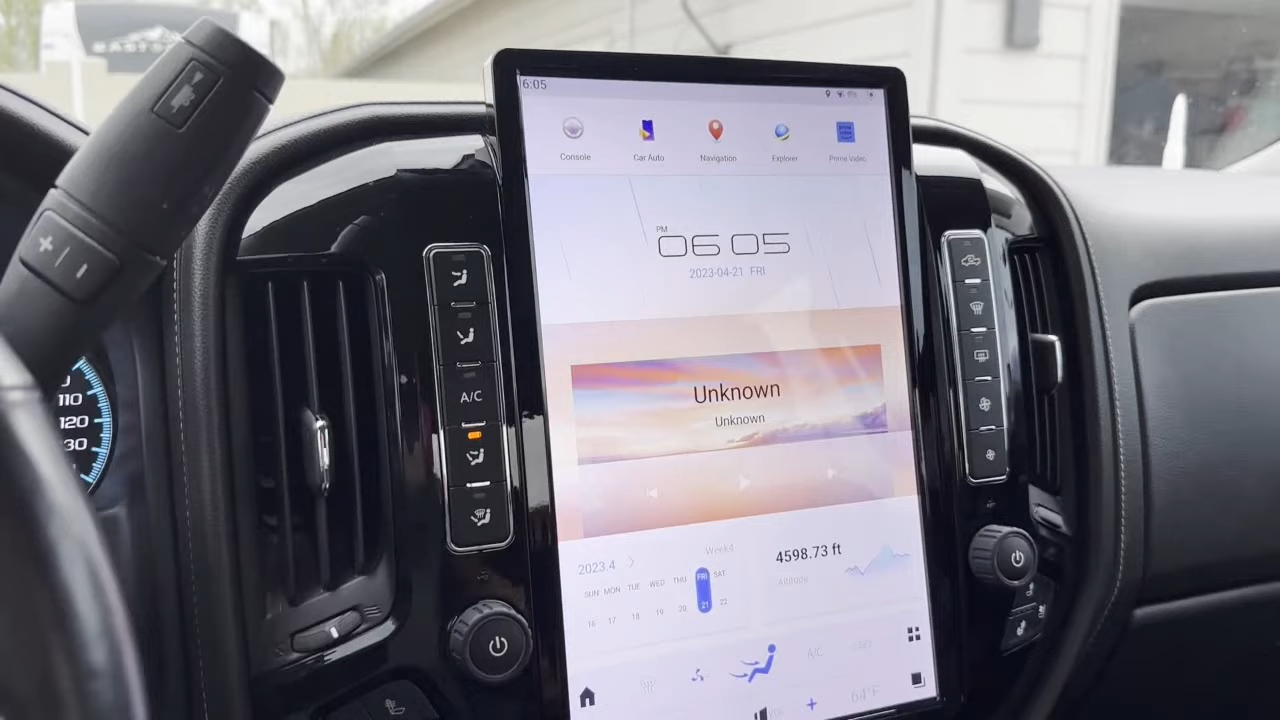 6:05
Console
Car Auto
Navigation
Explorer
Prime Video
PM
06 05
2023-04-21 FRI
Unknown
Unknown
2023.4
Week4
SUN MON TUE WED THU FRI SAT
16 17 18 19 20 21 22
4598.73 ft
Altitude
A/C
64°F
A/C
110
120